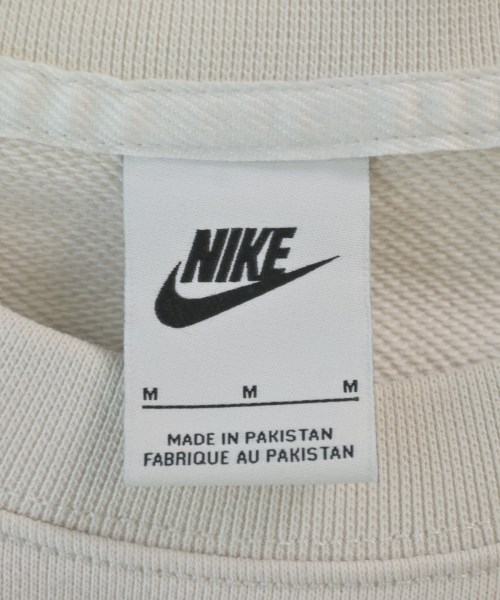 NIKE
M M M
MADE IN PAKISTAN
FABRIQUE AU PAKISTAN